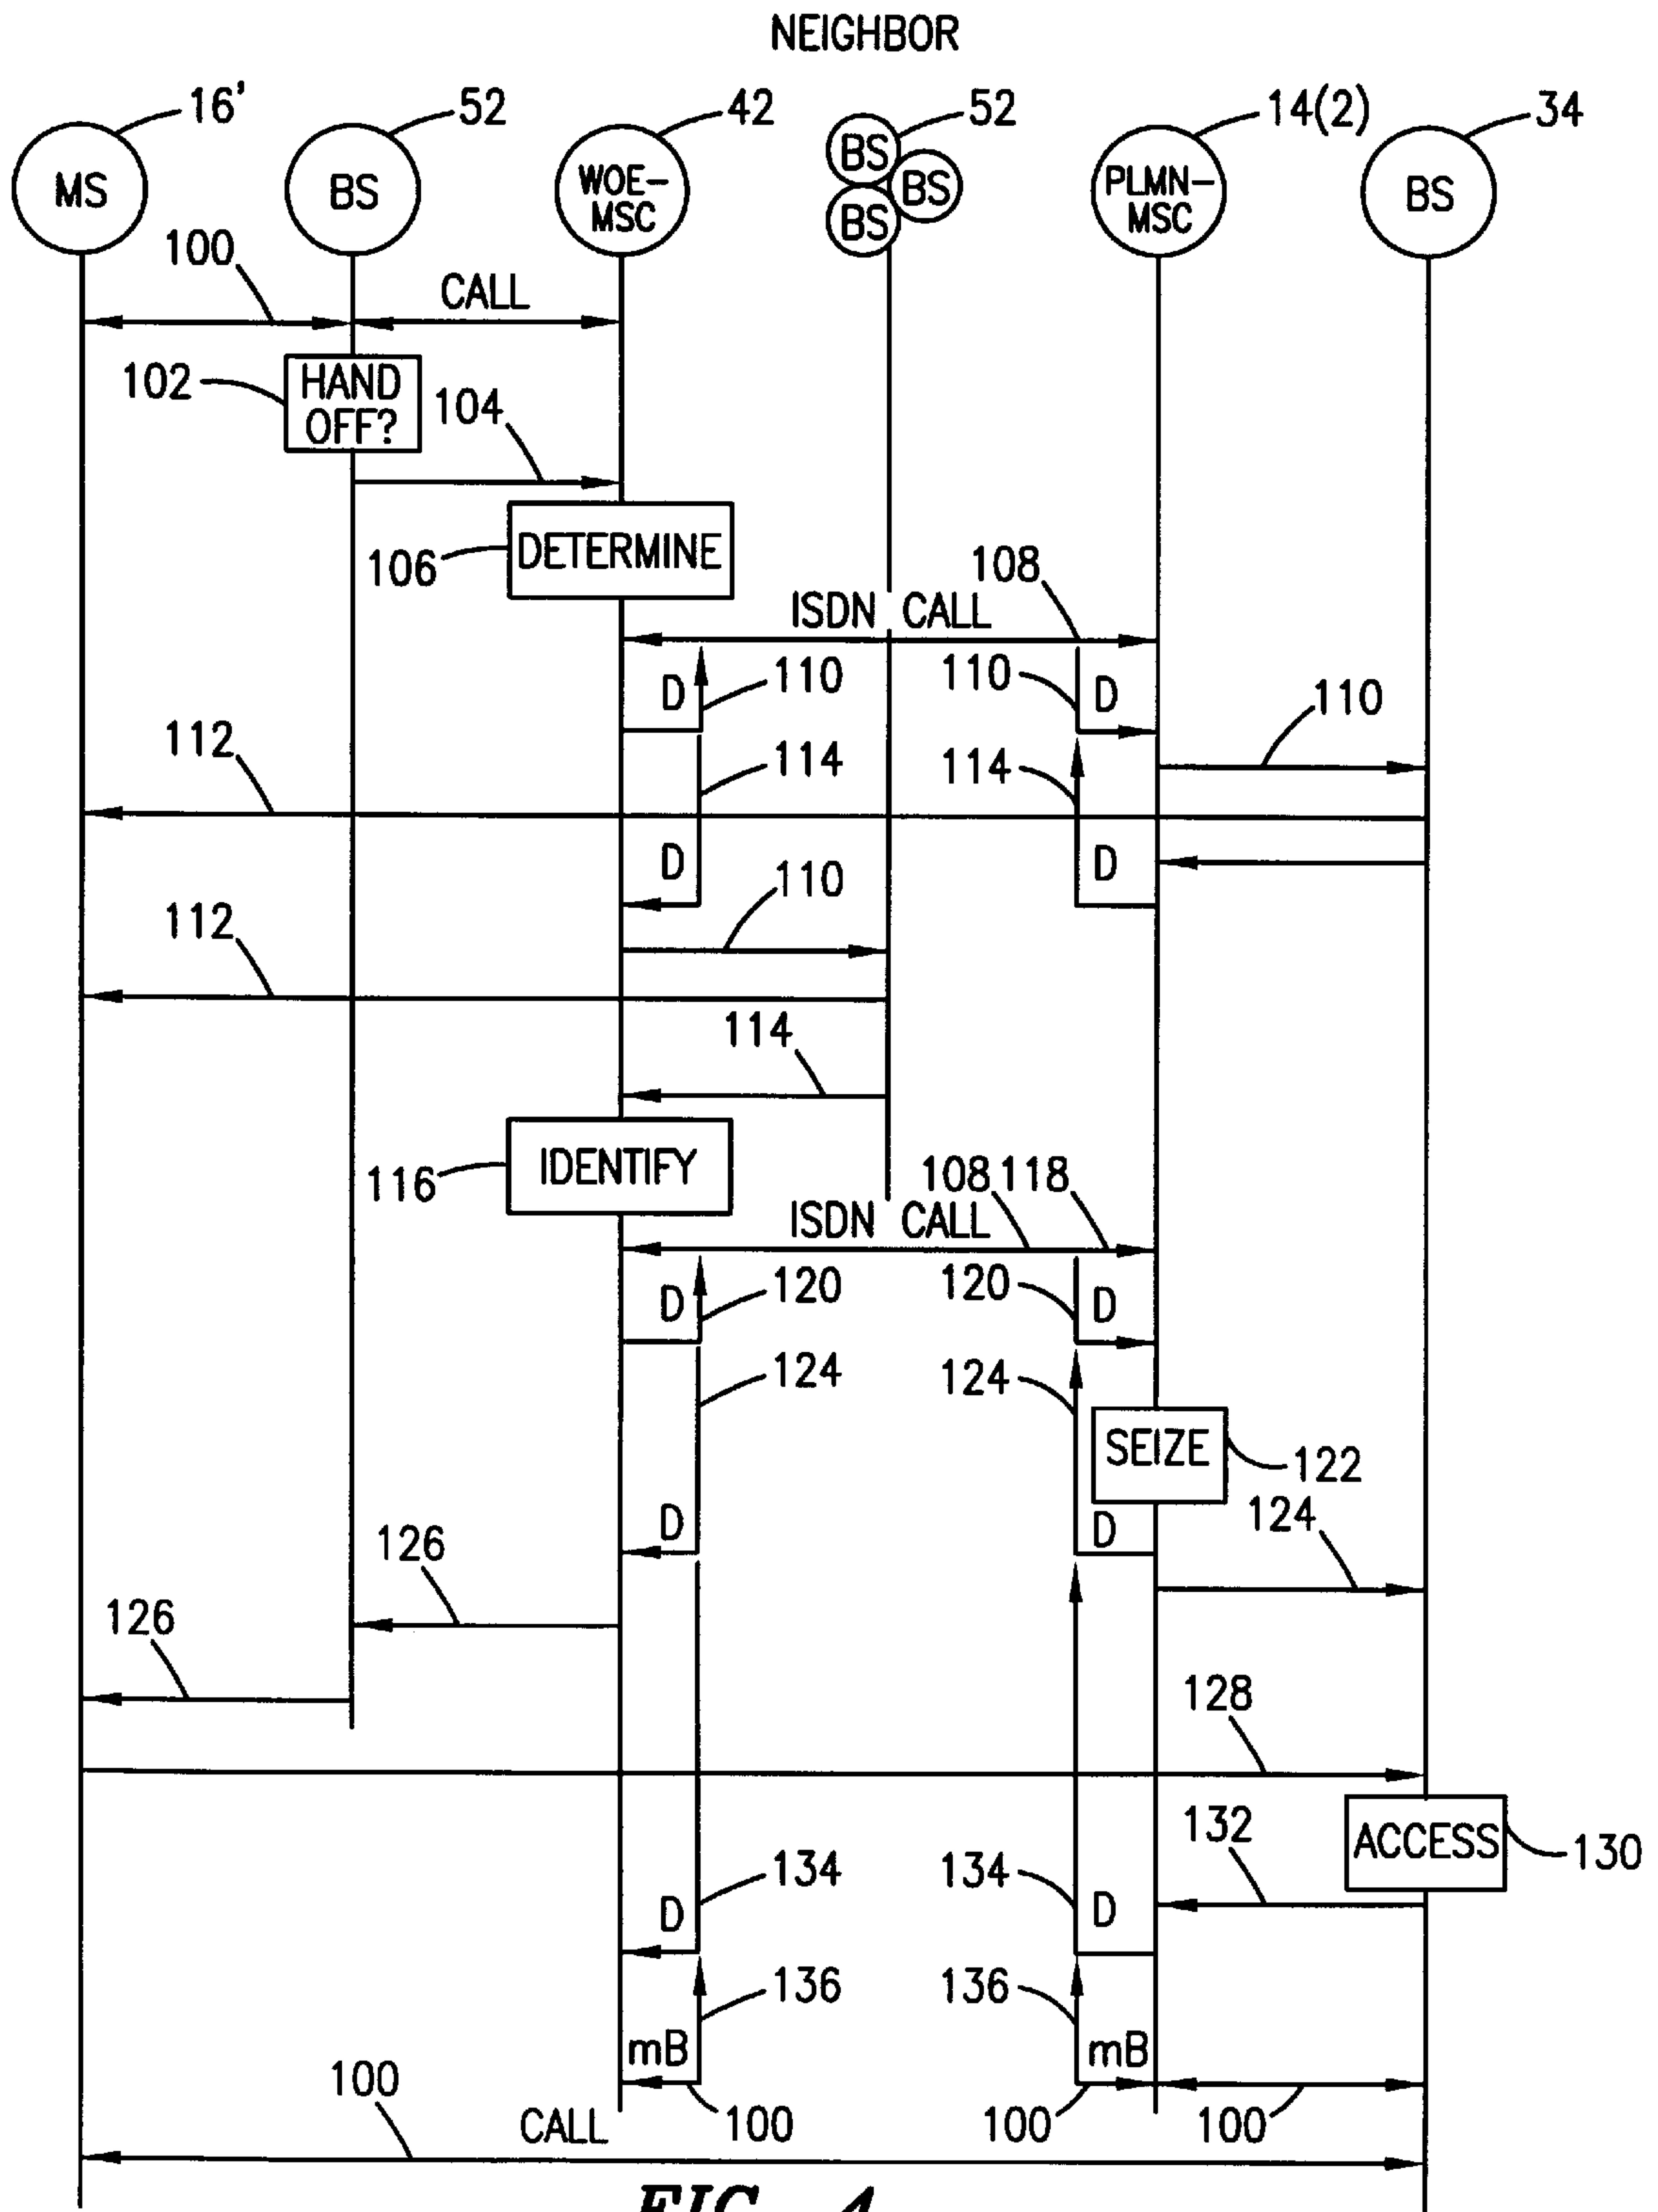 NEIGHBOR
16' 52 42 52 14(2) 34
MS BS WOE-MSC BS BS BS PLMN-MSC BS
100 CALL
102 HAND OFF? 104
106 DETERMINE 108
ISDN CALL
D 110 110 D 110
112 114 114
D D
110
112
114
116 IDENTIFY 108 118
ISDN CALL
D 120 120 D
124 124
SEIZE 122
D D 124
126
126
128
132 ACCESS 130
D 134 134 D
136 136
mB mB
100 100 100 100
CALL
FIG. 4